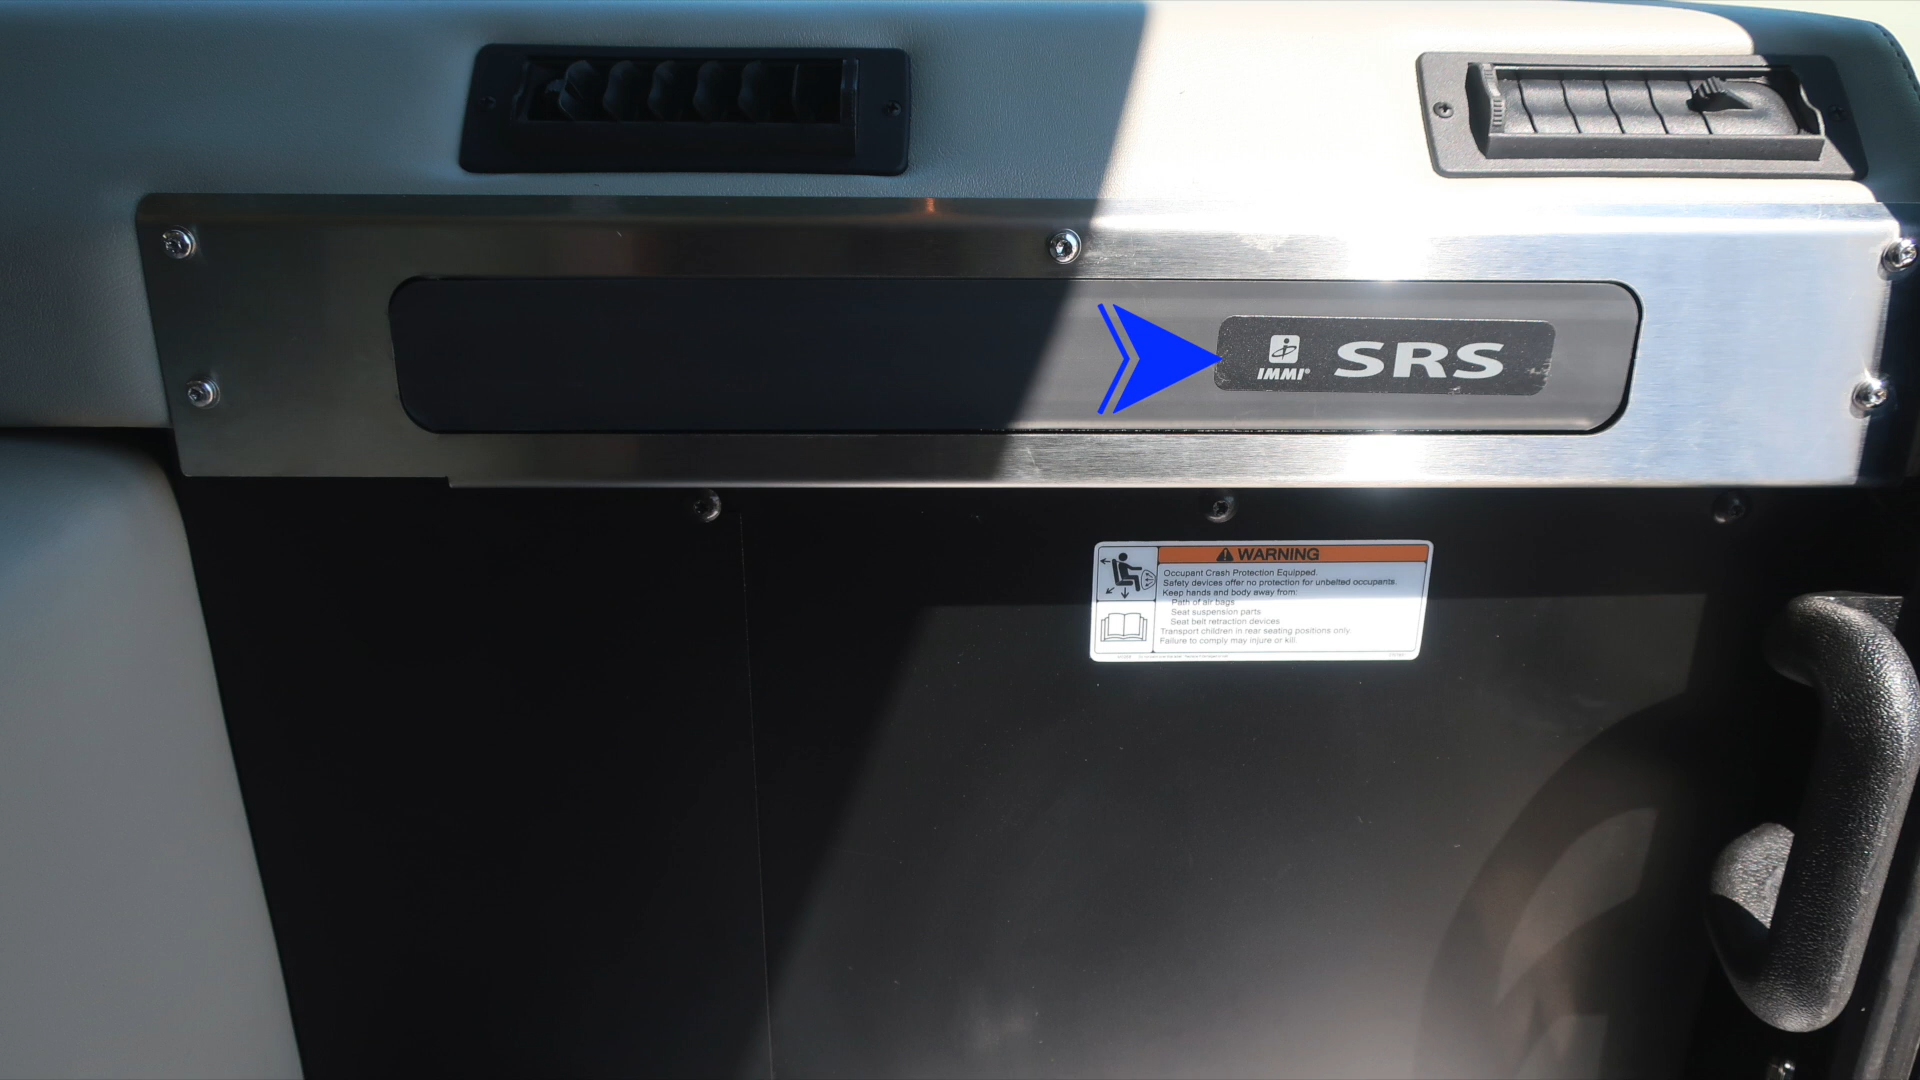 IMMI®
SRS
WARNING
Occupant Crash Protection Equipped.
Safety devices offer no protection for unbelted occupants.
Keep hands and body away from:
Path of air bags
Seat suspension parts
Seat belt retraction devices
Transport children in rear seating positions only.
Failure to comply may injure or kill.